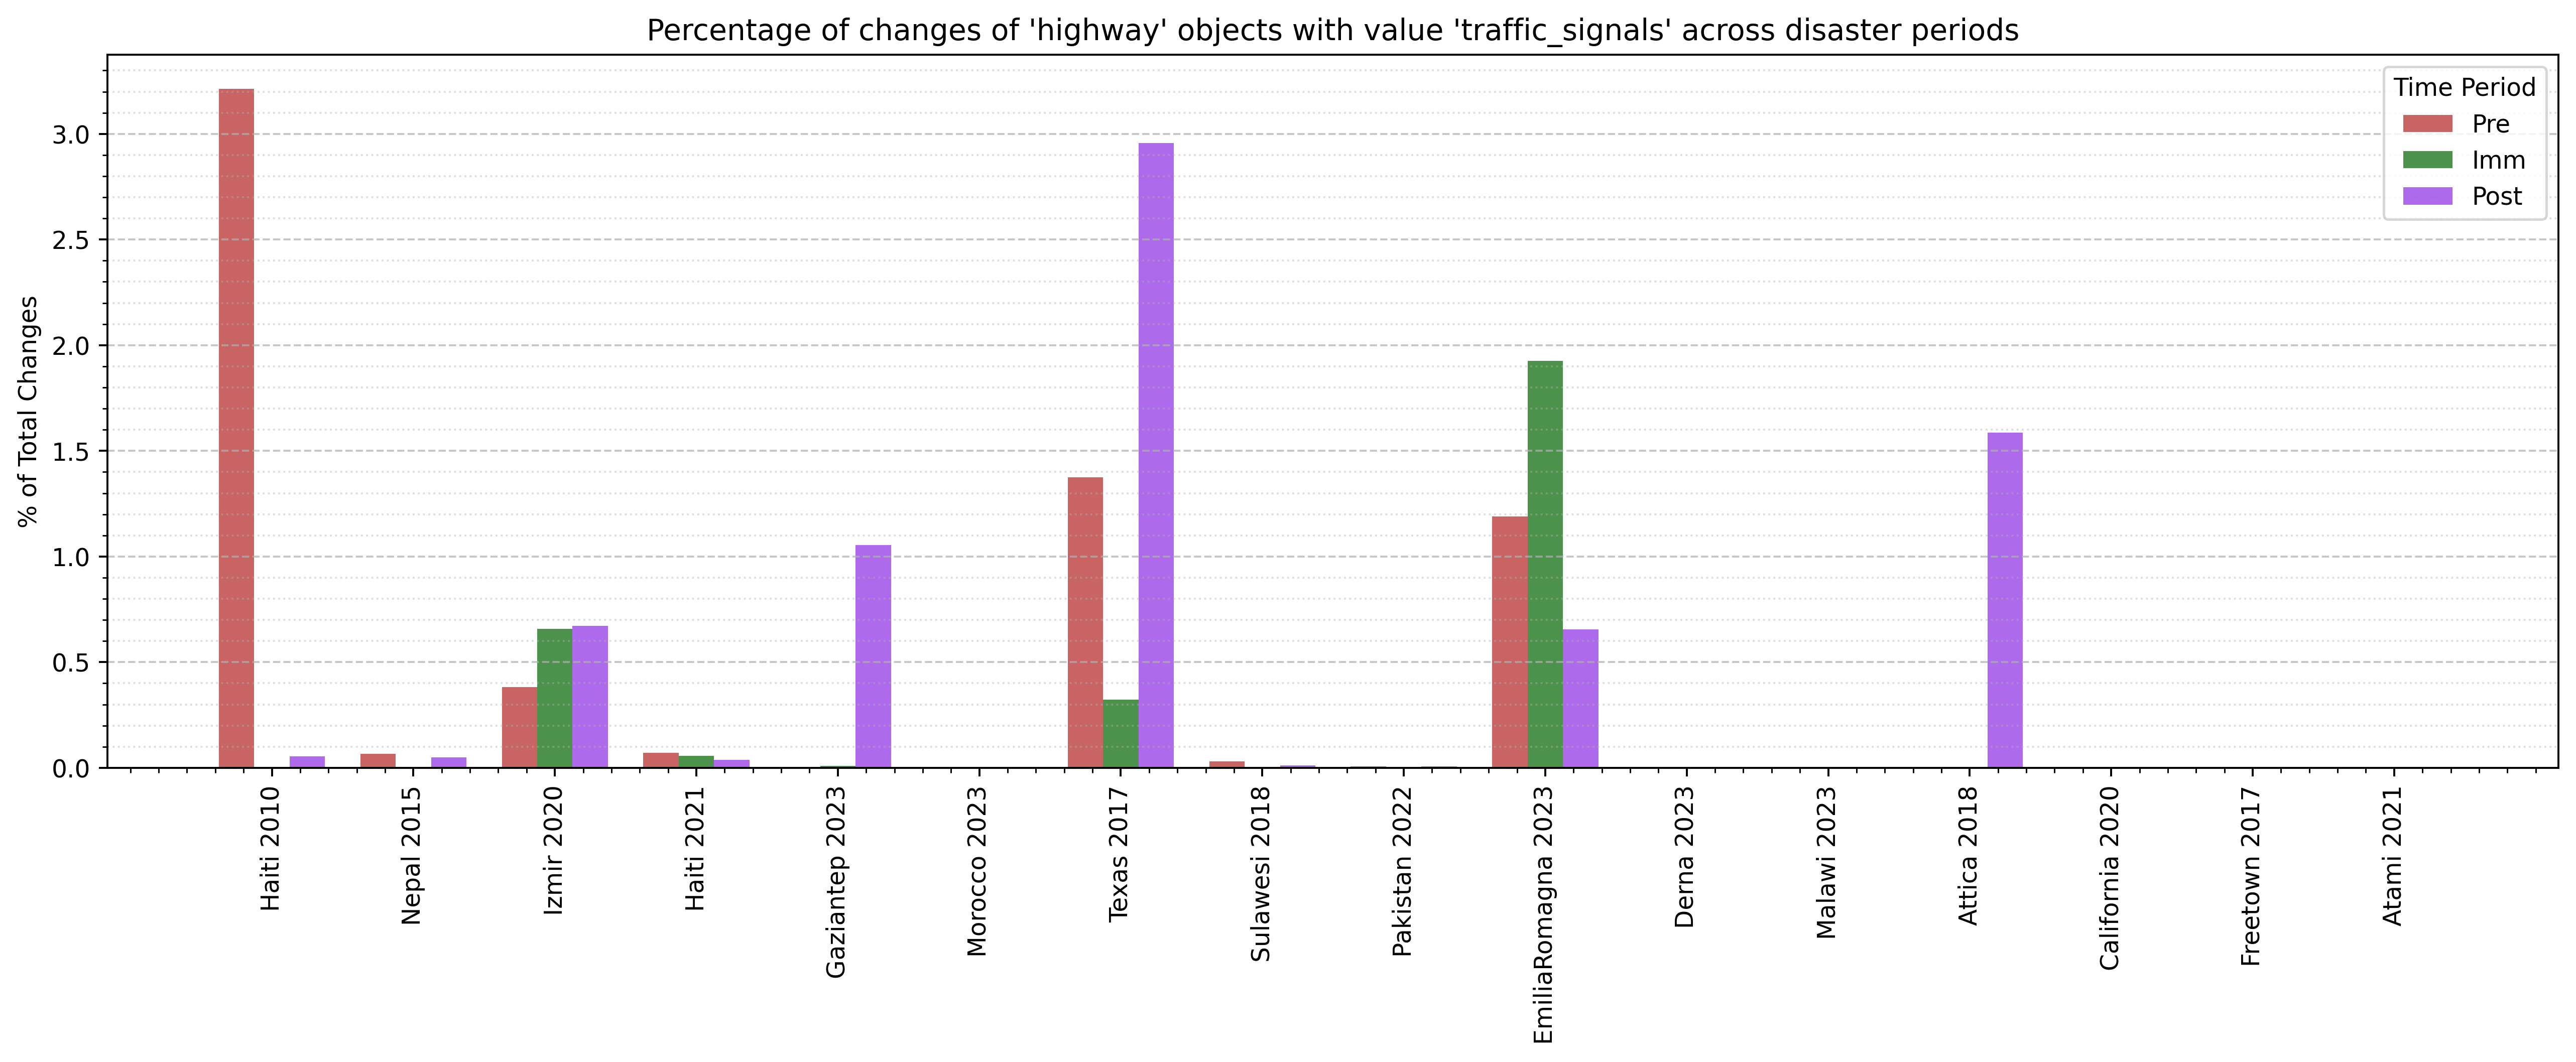 Percentage of changes of 'highway' objects with value 'traffic_signals' across disaster periods
% of Total Changes
3.0
2.5
2.0
1.5
1.0
0.5
0.0
Time Period
Pre
Imm
Post
Haiti 2010
Nepal 2015
Izmir 2020
Haiti 2021
Gaziantep 2023
Morocco 2023
Texas 2017
Sulawesi 2018
Pakistan 2022
EmiliaRomagna 2023
Derna 2023
Malawi 2023
Attica 2018
California 2020
Freetown 2017
Atami 2021